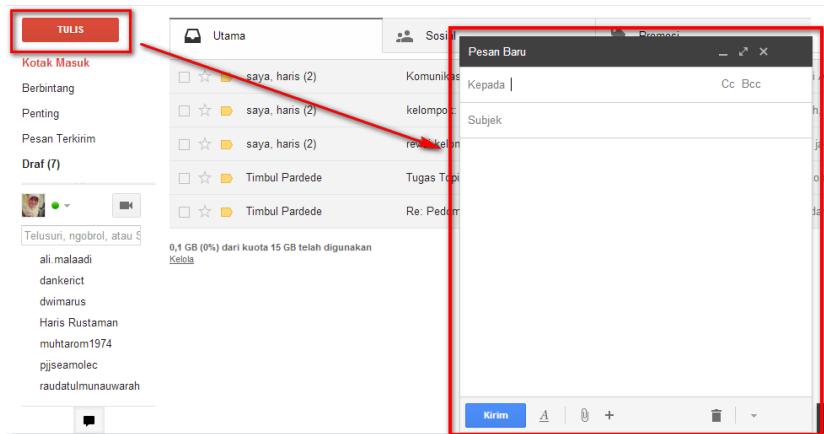 TULIS
Kotak Masuk
Berbintang
Penting
Pesan Terkirim
Draf (7)
Telusuri, ngobrol, atau S
ali.malaadi
dankerict
dwimarus
Haris Rustaman
muhtarom1974
pjjseamolec
raudatulmunauwarah
Utama
Sosial
Promosi
saya, haris (2) Komunikas
saya, haris (2) kelompok:
saya, haris (2)
Timbul Pardede Tugas Topi
Timbul Pardede Re: Pedom
0,1 GB (0%) dari kuota 15 GB telah digunakan
Kelola
Pesan Baru
Kepada Cc Bcc
Subjek
Kirim A